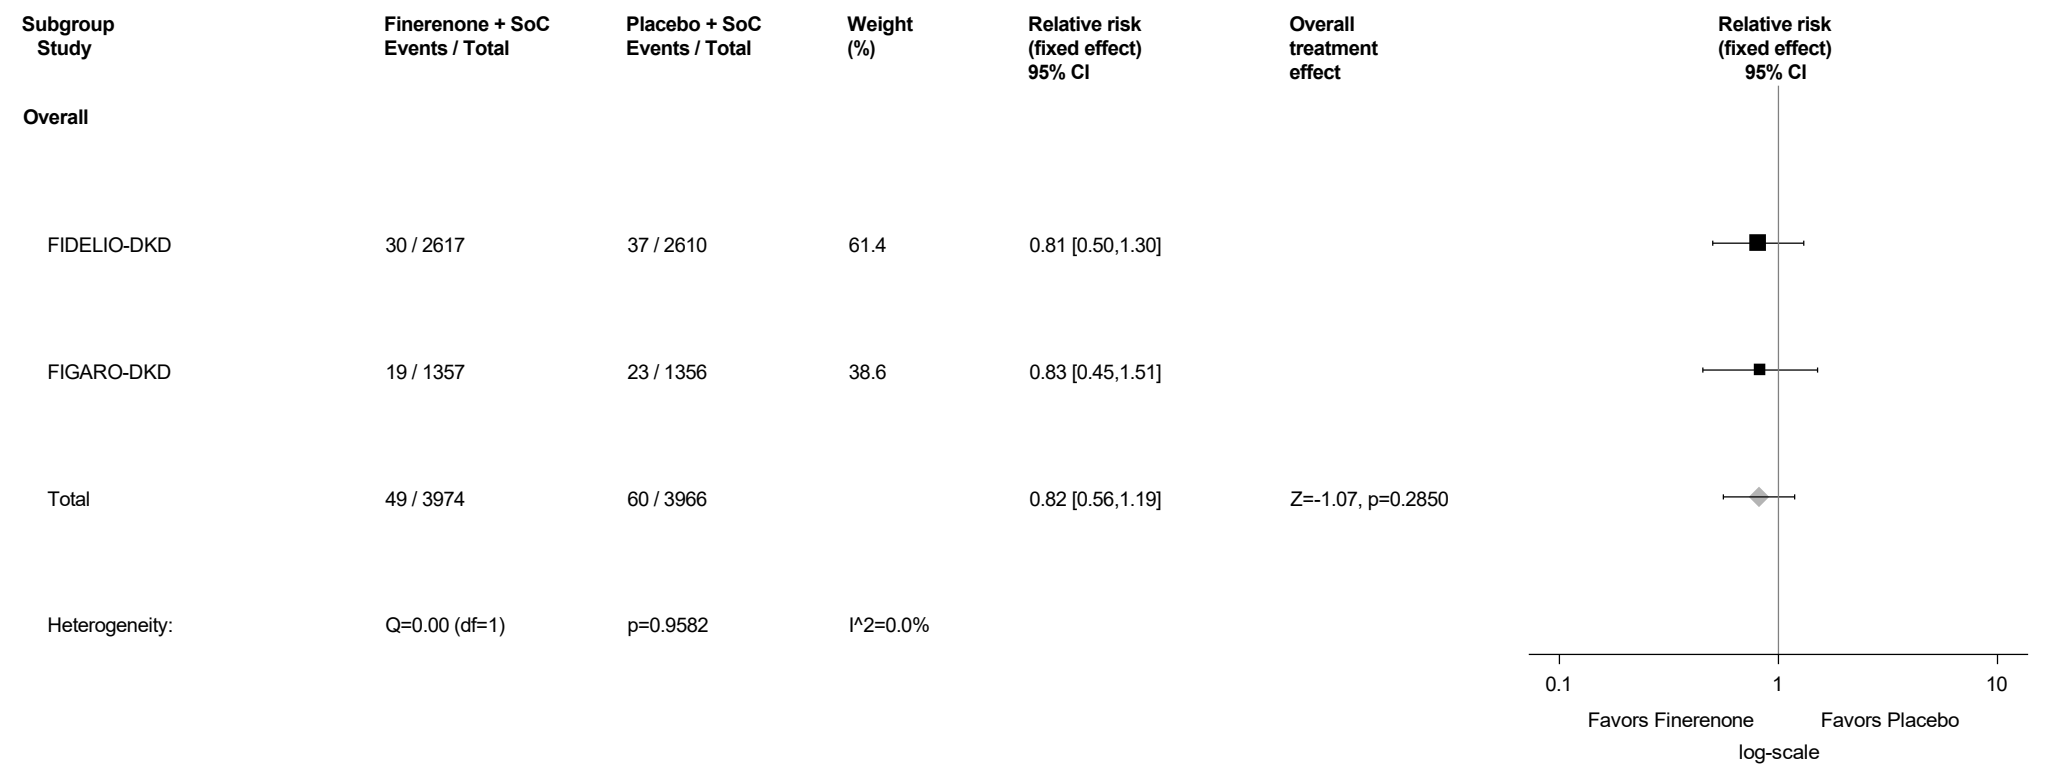 Subgroup Finerenone + SoC Placebo + SoC Weight Relative risk Overall Relative risk
Study Events / Total Events / Total (%) (fixed effect) treatment (fixed effect)
95% CI effect 95% CI
Overall
FIDELIO-DKD 30 / 2617 37 / 2610 61.4 0.81 [0.50,1.30]
FIGARO-DKD 19 / 1357 23 / 1356 38.6 0.83 [0.45,1.51]
Total 49 / 3974 60 / 3966 0.82 [0.56,1.19] Z=-1.07, p=0.2850
Heterogeneity: Q=0.00 (df=1) p=0.9582 I^2=0.0%
0.1 1 10
Favors Finerenone Favors Placebo
log-scale